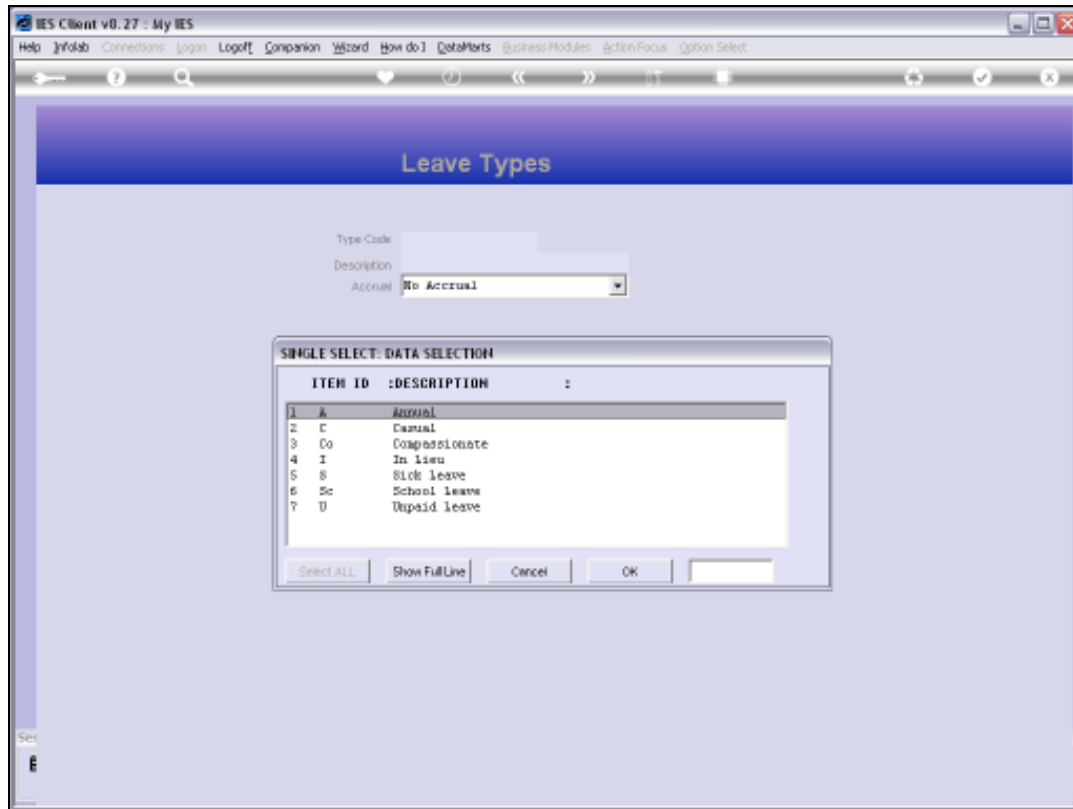 IES Client v8.27 : My IES
Help Infolab Connections Logon Logoff Companion Wizard How do I DataMarts Business Modules Action Focus Option Select
Leave Types
Type Code
Description
Accrual No Accrual
SINGLE SELECT: DATA SELECTION
ITEM ID :DESCRIPTION :
1 A Annual
2 C Casual
3 Co Compassionate
4 I In lieu
5 S Sick leave
6 Sc School leave
7 U Unpaid leave
Select ALL Show Full Line Cancel OK
Ses